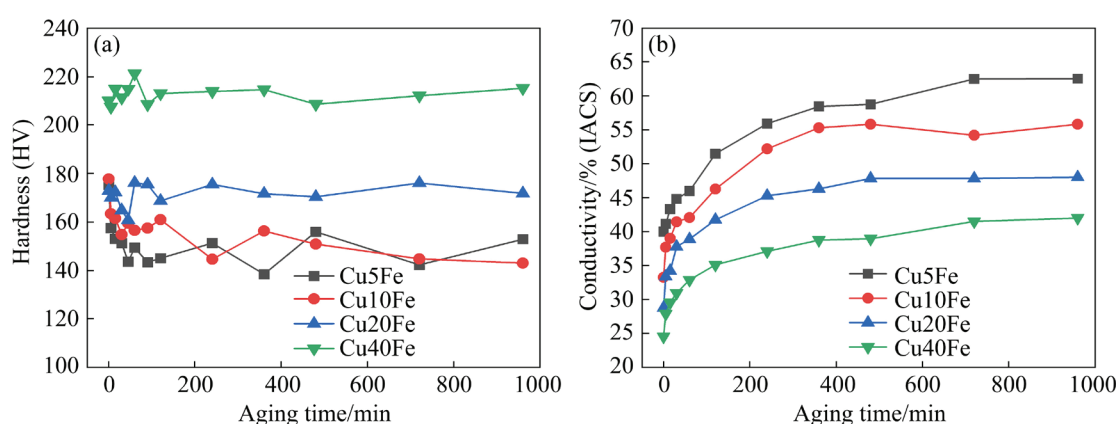 (a)
Hardness (HV)
240
220
200
180
160
140
120
100
Cu5Fe
Cu10Fe
Cu20Fe
Cu40Fe
0 200 400 600 800 1000
Aging time/min
(b)
Conductivity/% (IACS)
70
65
60
55
50
45
40
35
30
25
20
Cu5Fe
Cu10Fe
Cu20Fe
Cu40Fe
0 200 400 600 800 1000
Aging time/min